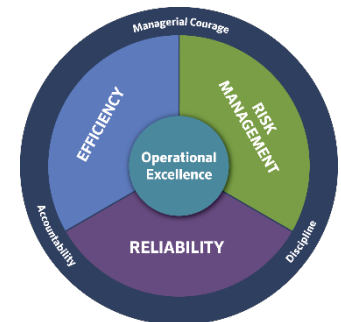 Managerial Courage
EFFICIENCY
RISK
MANAGEMENT
Operational
Excellence
Accountability
Discipline
RELIABILITY